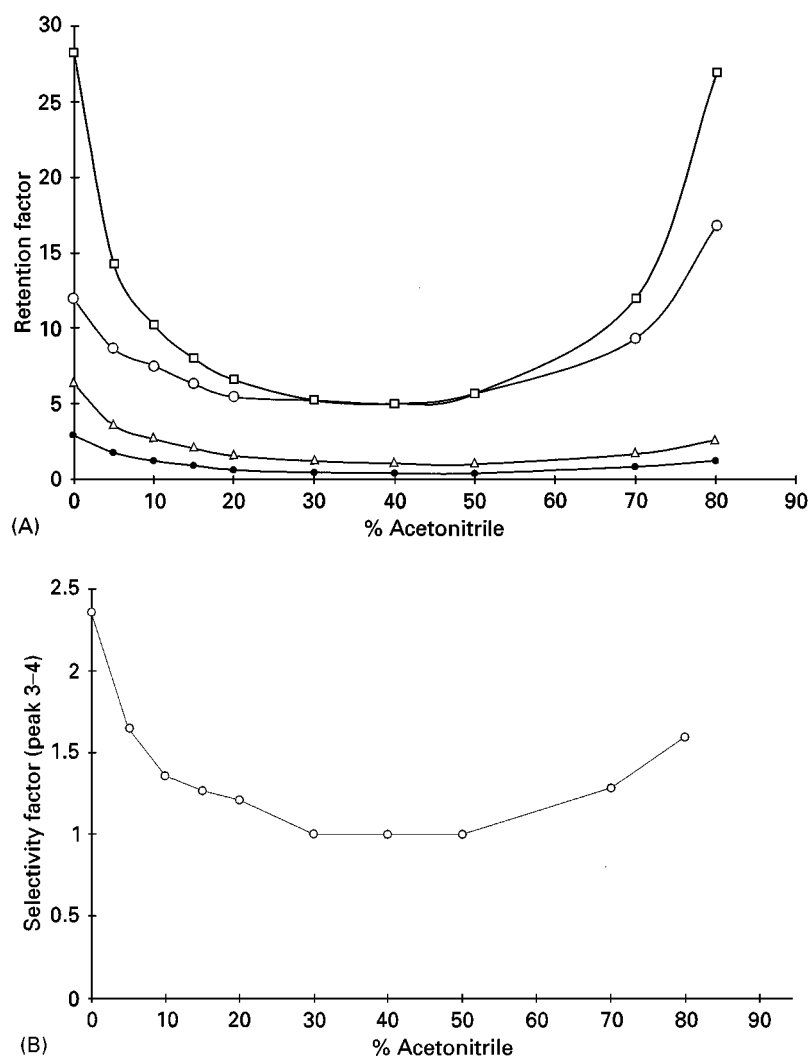 30
25
20
15
10
5
0
Retention factor
0 10 20 30 40 50 60 70 80 90
% Acetonitrile
(A)
2.5
2
1.5
1
0.5
0
Selectivity factor (peak 3–4)
0 10 20 30 40 50 60 70 80 90
% Acetonitrile
(B)